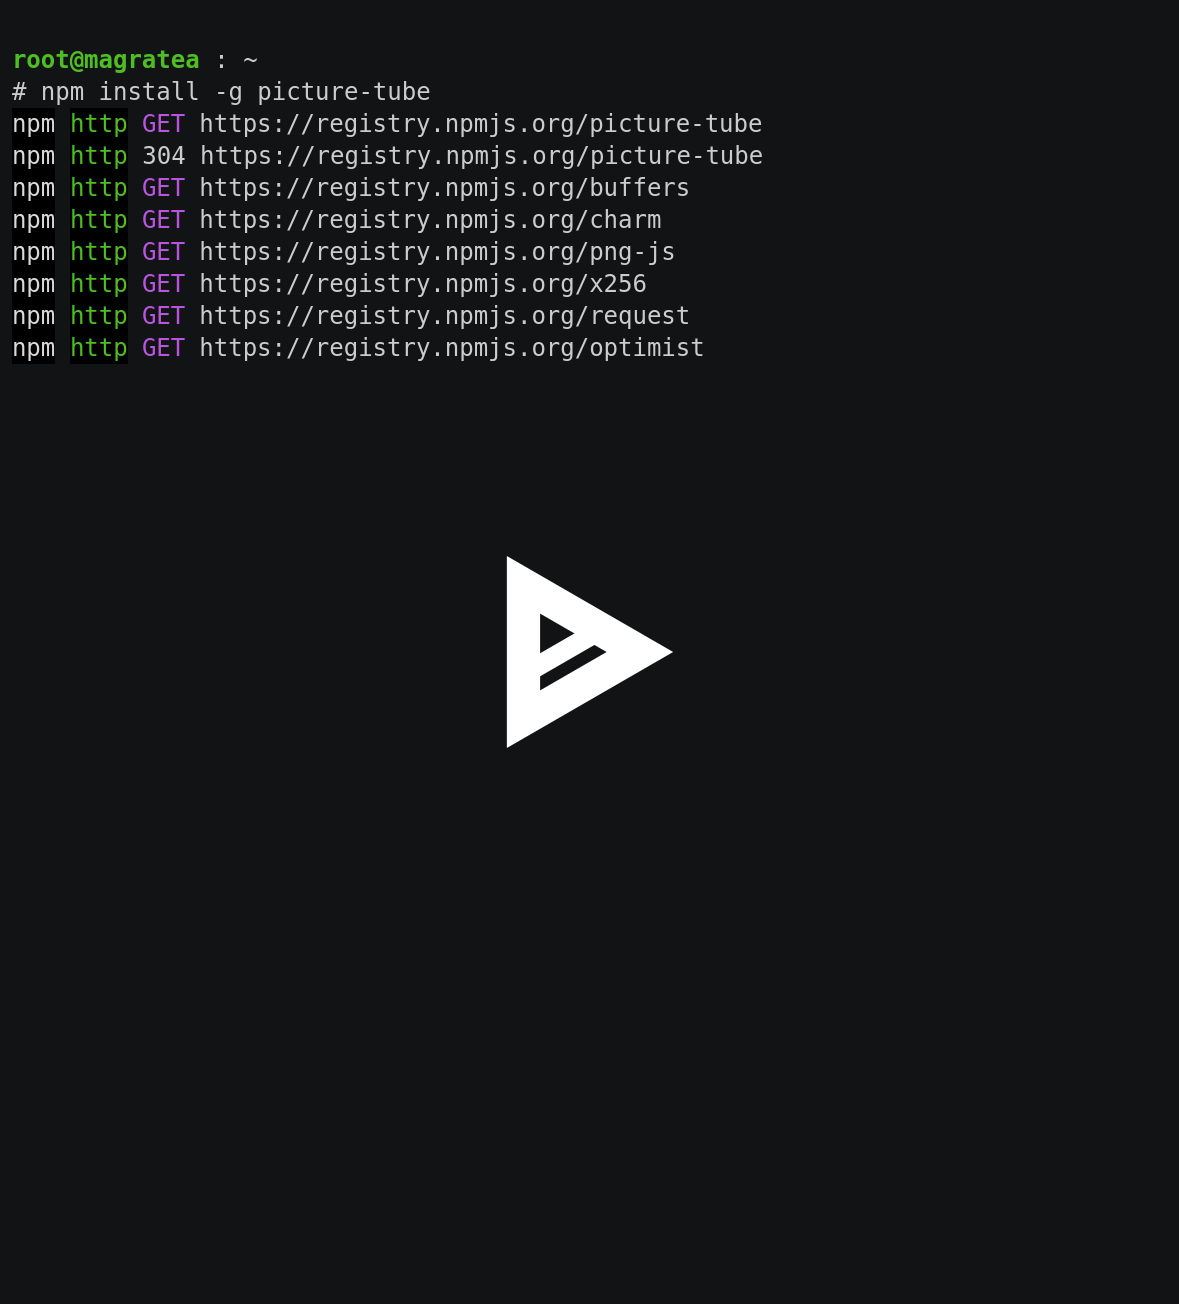 root@magratea : ~
# npm install -g picture-tube
npm http GET https://registry.npmjs.org/picture-tube
npm http 304 https://registry.npmjs.org/picture-tube
npm http GET https://registry.npmjs.org/buffers
npm http GET https://registry.npmjs.org/charm
npm http GET https://registry.npmjs.org/png-js
npm http GET https://registry.npmjs.org/x256
npm http GET https://registry.npmjs.org/request
npm http GET https://registry.npmjs.org/optimist